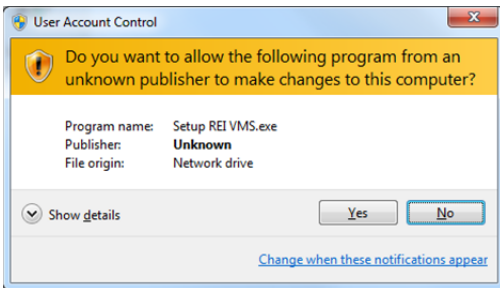 User Account Control
Do you want to allow the following program from an
unknown publisher to make changes to this computer?
Program name: Setup REI VMS.exe
Publisher: Unknown
File origin: Network drive
Show details
Yes
No
Change when these notifications appear